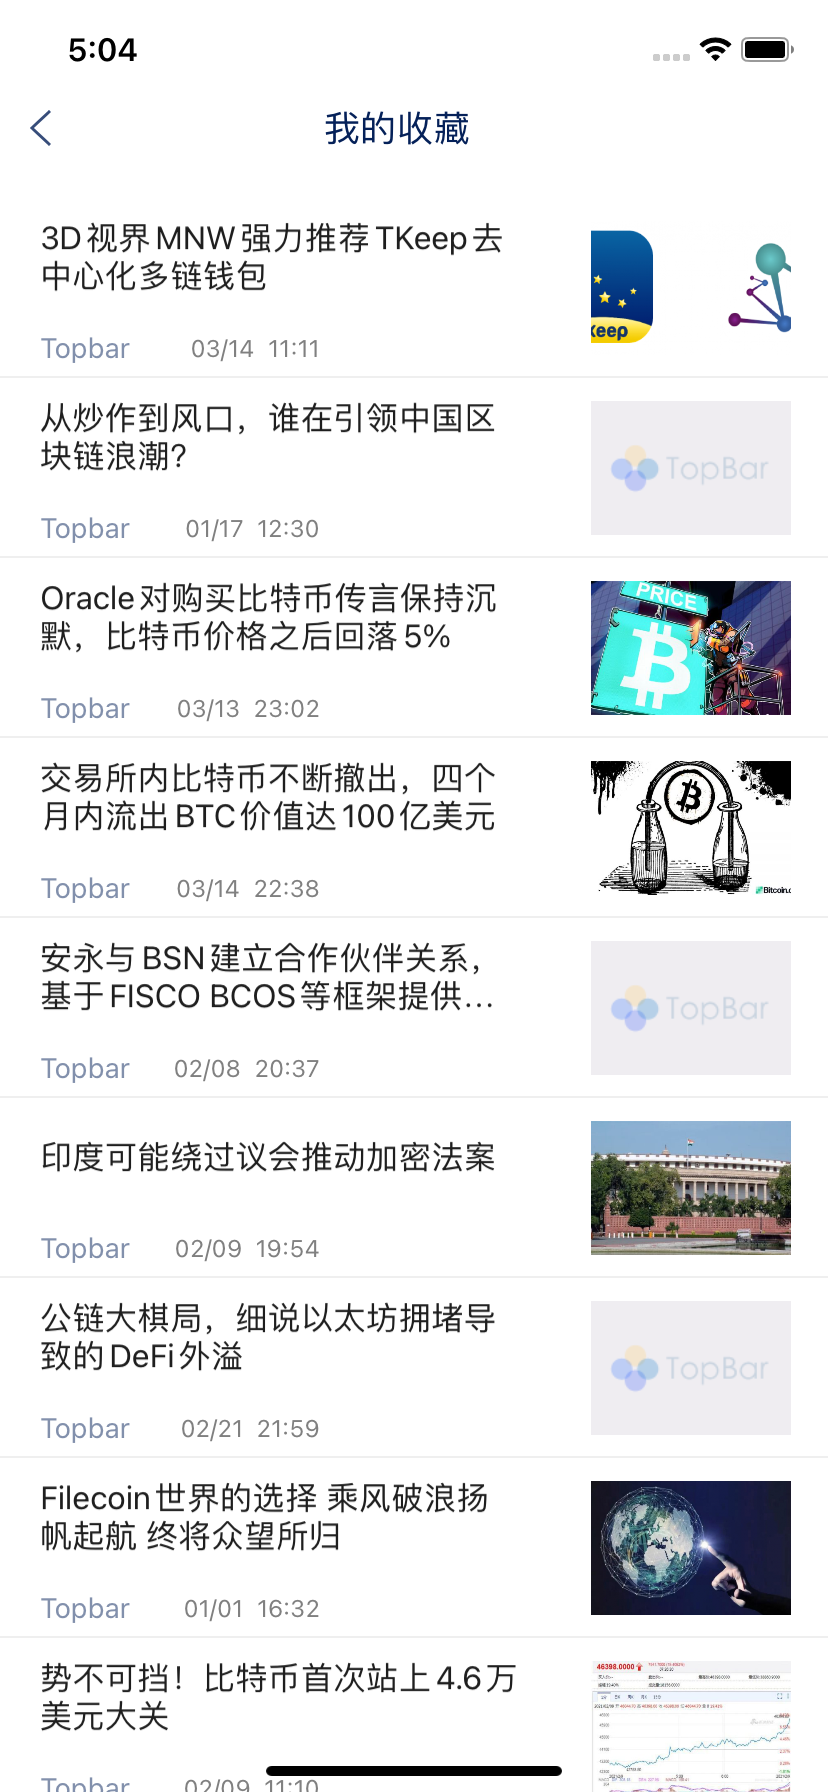 5:04
我的收藏
3D视界MNW强力推荐TKeep去
中心化多链钱包
Keep
Topbar 03/14 11:11
从炒作到风口，谁在引领中国区
块链浪潮?
TopBar
Topbar 01/17 12:30
Oracle对购买比特币传言保持沉
默，比特币价格之后回落5%
PRICE
Topbar 03/13 23:02
交易所内比特币不断撤出，四个
月内流出BTC价值达100亿美元
Bitcoin.c
Topbar 03/14 22:38
安永与BSN建立合作伙伴关系，
基于FISCO BCOS等框架提供...
TopBar
Topbar 02/08 20:37
印度可能绕过议会推动加密法案
Topbar 02/09 19:54
公链大棋局，细说以太坊拥堵导
致的DeFi外溢
TopBar
Topbar 02/21 21:59
Filecoin世界的选择 乘风破浪扬
帆起航 终将众望所归
Topbar 01/01 16:32
势不可挡！比特币首次站上4.6万
美元大关
46398.0000
Topbar 02/09 11:10